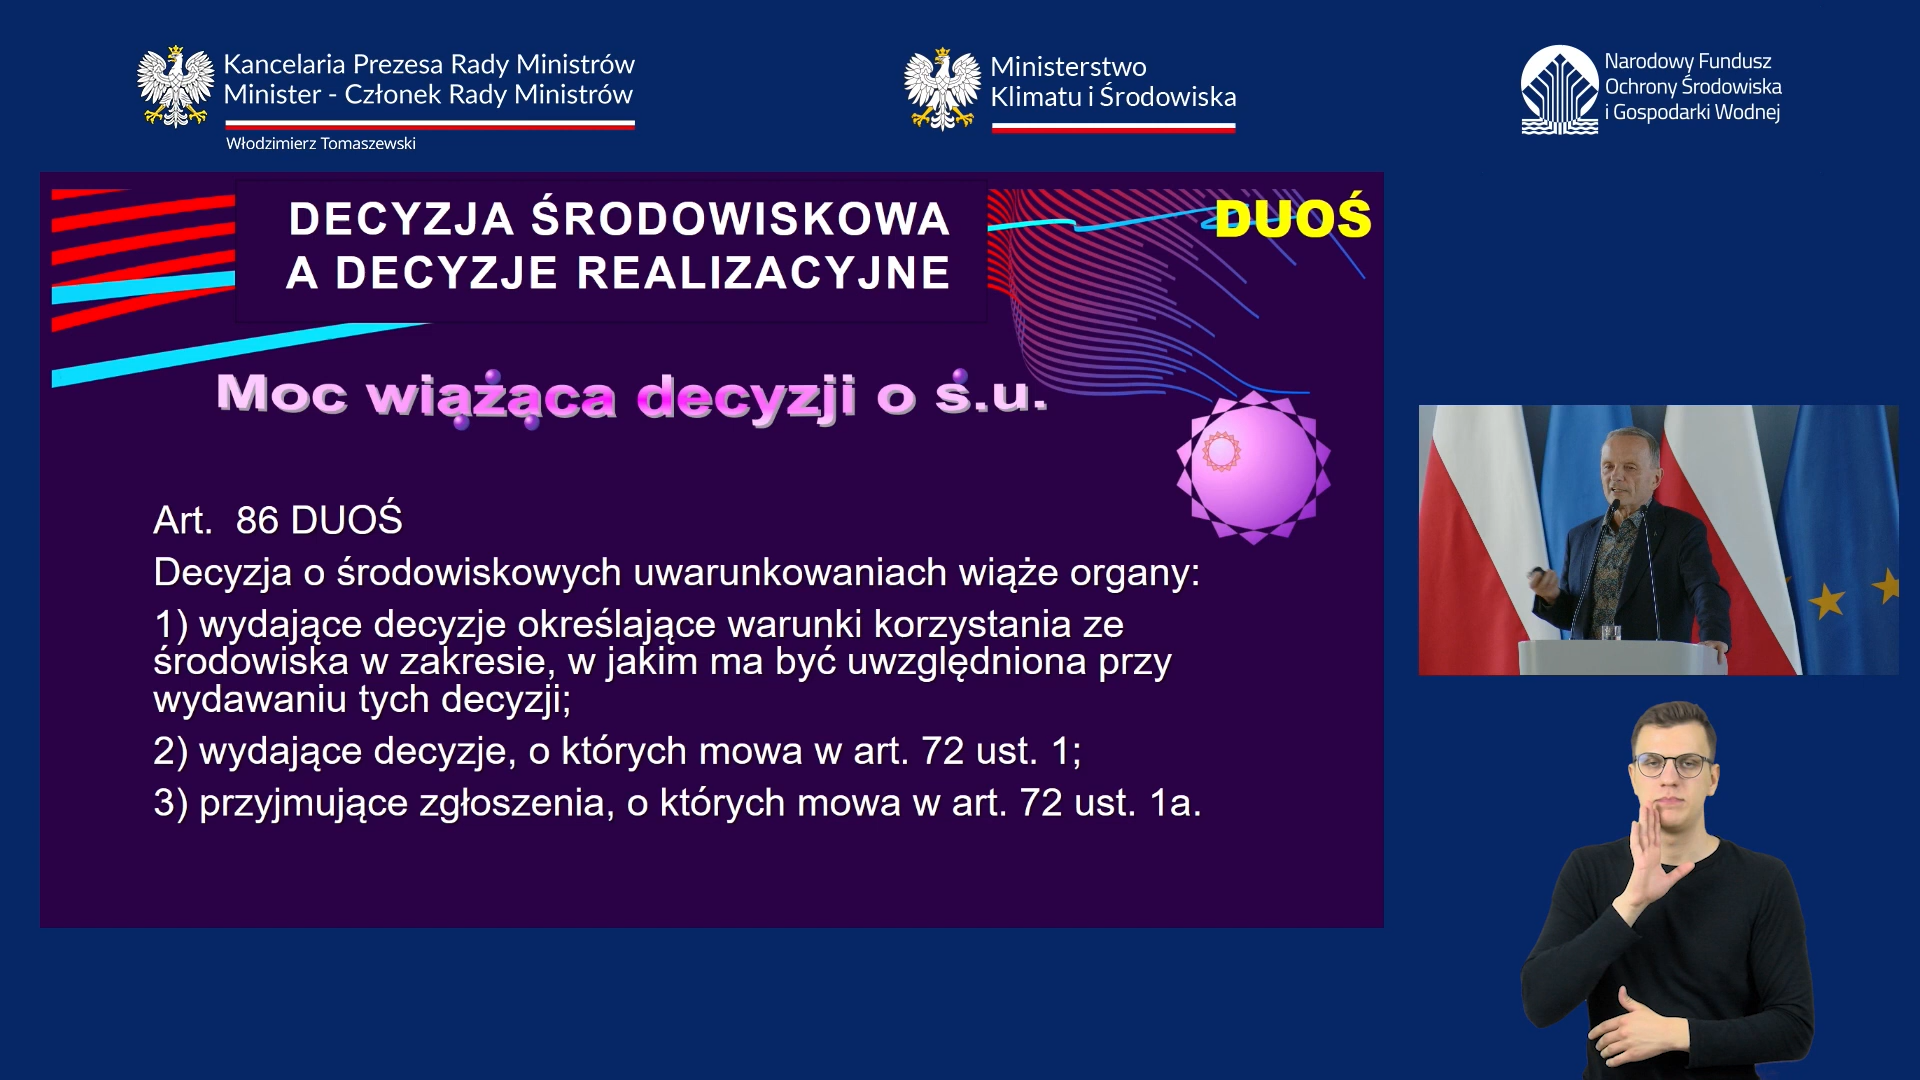 Kancelaria Prezesa Rady Ministrów
Minister - Członek Rady Ministrów
Włodzimierz Tomaszewski
Ministerstwo
Klimatu i Środowiska
Narodowy Fundusz
Ochrony Środowiska
i Gospodarki Wodnej
DECYZJA ŚRODOWISKOWA
A DECYZJE REALIZACYJNE
DUOŚ
Moc wiążąca decyzji o ś.u.
Art. 86 DUOŚ
Decyzja o środowiskowych uwarunkowaniach wiąże organy:
1) wydające decyzje określające warunki korzystania ze
środowiska w zakresie, w jakim ma być uwzględniona przy
wydawaniu tych decyzji;
2) wydające decyzje, o których mowa w art. 72 ust. 1;
3) przyjmujące zgłoszenia, o których mowa w art. 72 ust. 1a.